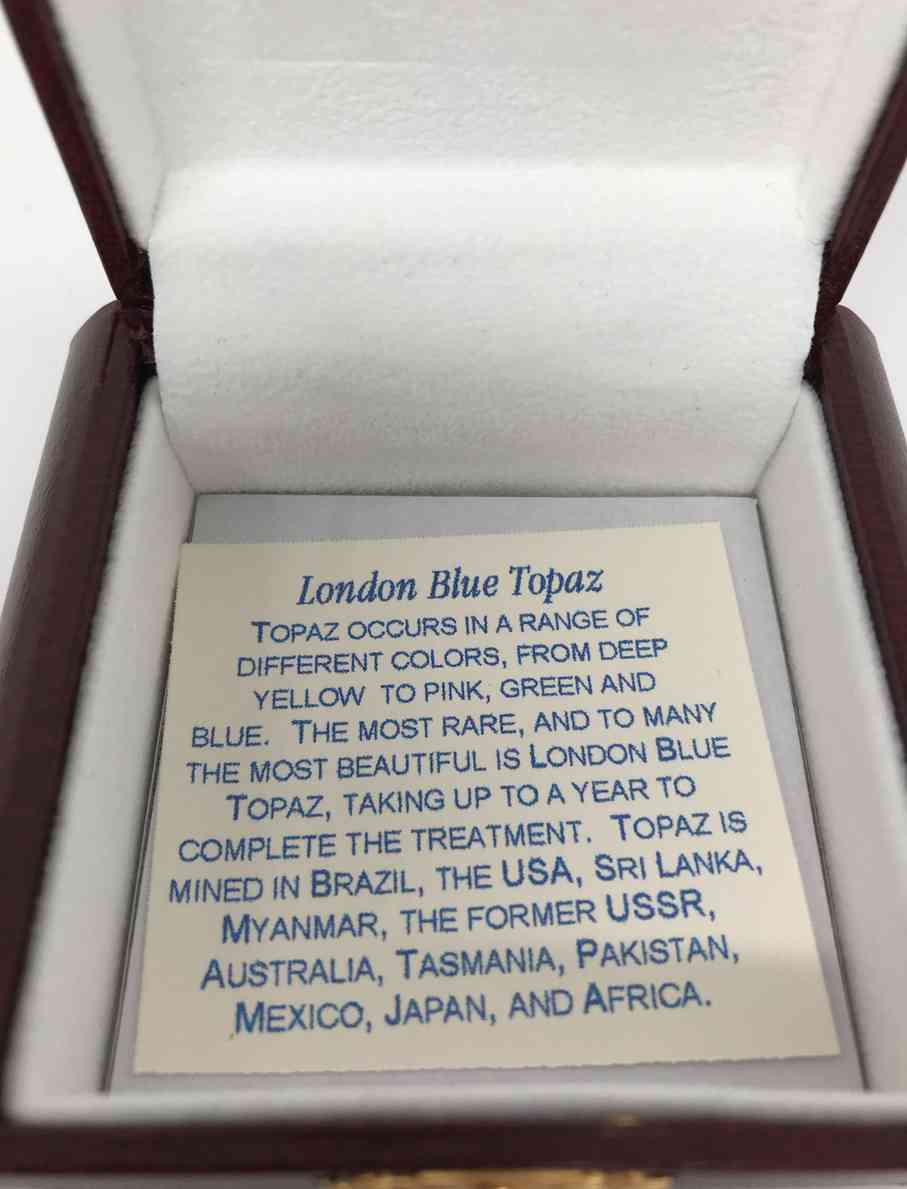 London Blue Topaz
TOPAZ OCCURS IN A RANGE OF
DIFFERENT COLORS, FROM DEEP
YELLOW TO PINK, GREEN AND
BLUE. THE MOST RARE, AND TO MANY
THE MOST BEAUTIFUL IS LONDON BLUE
TOPAZ, TAKING UP TO A YEAR TO
COMPLETE THE TREATMENT. TOPAZ IS
MINED IN BRAZIL, THE USA, SRI LANKA,
MYANMAR, THE FORMER USSR,
AUSTRALIA, TASMANIA, PAKISTAN,
MEXICO, JAPAN, AND AFRICA.